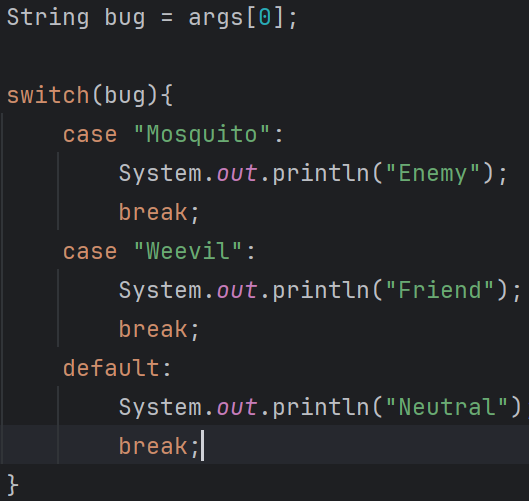 String bug = args[0];
switch(bug){
case "Mosquito":
System.out.println("Enemy");
break;
case "Weevil":
System.out.println("Friend");
break;
default:
System.out.println("Neutral")
break;
}